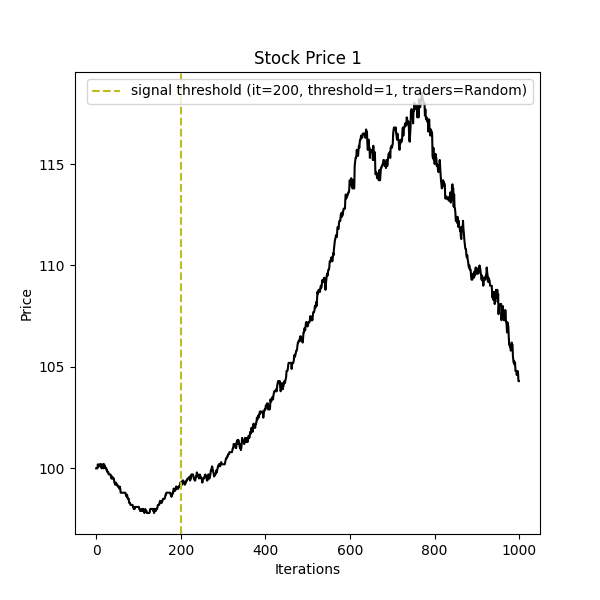 Stock Price 1
signal threshold (it=200, threshold=1, traders=Random)
115
110
105
100
Price
0 200 400 600 800 1000
Iterations